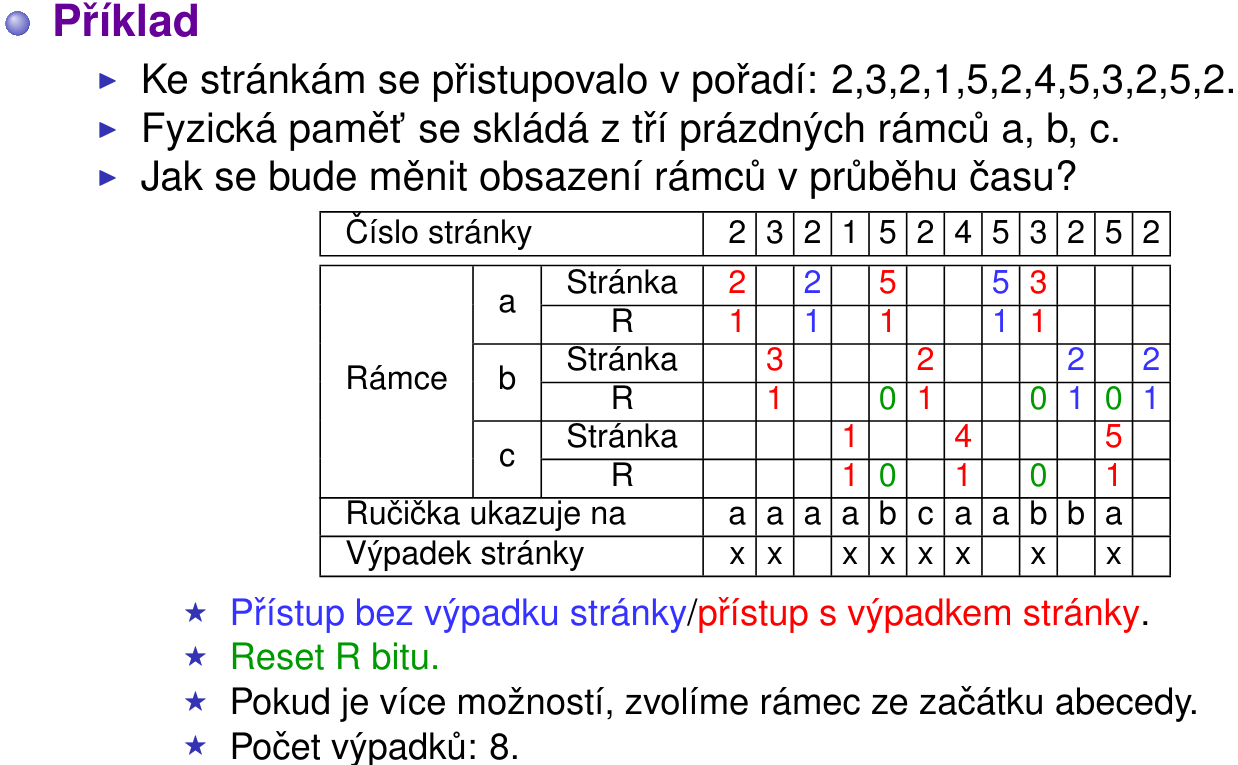 Příklad
Ke stránkám se přistupovalo v pořadí: 2,3,2,1,5,2,4,5,3,2,5,2.
Fyzická paměť se skládá z tří prázdných rámců a, b, c.
Jak se bude měnit obsazení rámců v průběhu času?
Číslo stránky 2 3 2 1 5 2 4 5 3 2 5 2
Rámce
a
Stránka 2 2 5 5 3
R 1 1 1 1 1
b
Stránka 3 2 2 2
R 1 0 1 0 1 0 1
c
Stránka 1 4 5
R 1 0 1 0 1
Ručička ukazuje na a a a a b c a a b b a
Výpadek stránky x x x x x x x x
Přístup bez výpadku stránky/přístup s výpadkem stránky.
Reset R bitu.
Pokud je více možností, zvolíme rámec ze začátku abecedy.
Počet výpadků: 8.